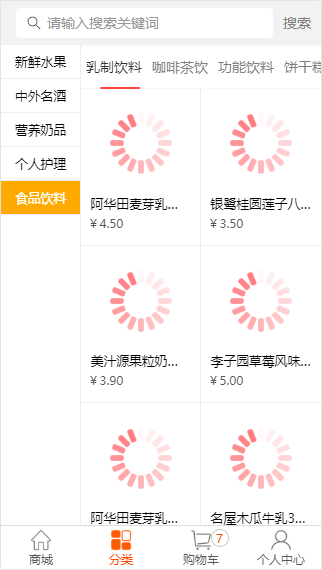 请输入搜索关键词 搜索
新鲜水果
中外名酒
营养奶品
个人护理
食品饮料
乳制饮料 咖啡茶饮 功能饮料 饼干糕
阿华田麦芽乳... 银鹭桂圆莲子八...
¥ 4.50 ¥ 3.50
美汁源果粒奶... 李子园草莓风味...
¥ 3.90 ¥ 5.00
阿华田麦芽乳... 名屋木瓜牛乳3...
7
商城 分类 购物车 个人中心